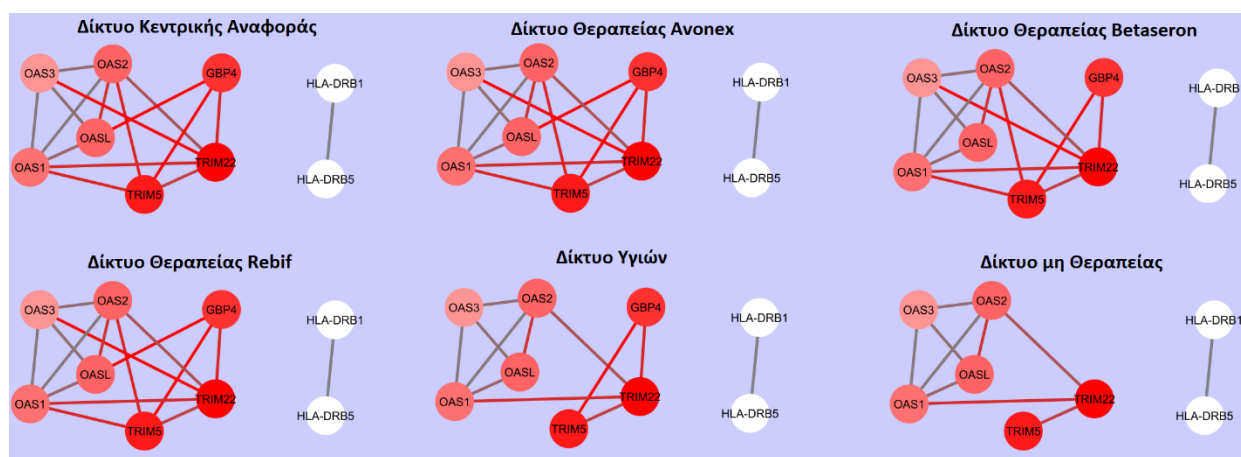 Δίκτυο Κεντρικής Αναφοράς
OAS3
OAS2
GBP4
HLA-DRB1
OASL
OAS1
TRIM22
TRIM5
HLA-DRB5
Δίκτυο Θεραπείας Avonex
OAS3
OAS2
GBP4
HLA-DRB1
OASL
OAS1
TRIM22
TRIM5
HLA-DRB5
Δίκτυο Θεραπείας Betaseron
OAS3
OAS2
GBP4
HLA-DRB
OASL
OAS1
TRIM22
TRIM5
HLA-DRB5
Δίκτυο Θεραπείας Rebif
OAS3
OAS2
GBP4
HLA-DRB1
OASL
OAS1
TRIM22
TRIM5
HLA-DRB5
Δίκτυο Υγιών
OAS3
OAS2
GBP4
HLA-DRB1
OASL
OAS1
TRIM22
TRIM5
HLA-DRB5
Δίκτυο μη Θεραπείας
OAS3
OAS2
HLA-DRB1
OASL
OAS1
TRIM22
TRIM5
HLA-DRB5